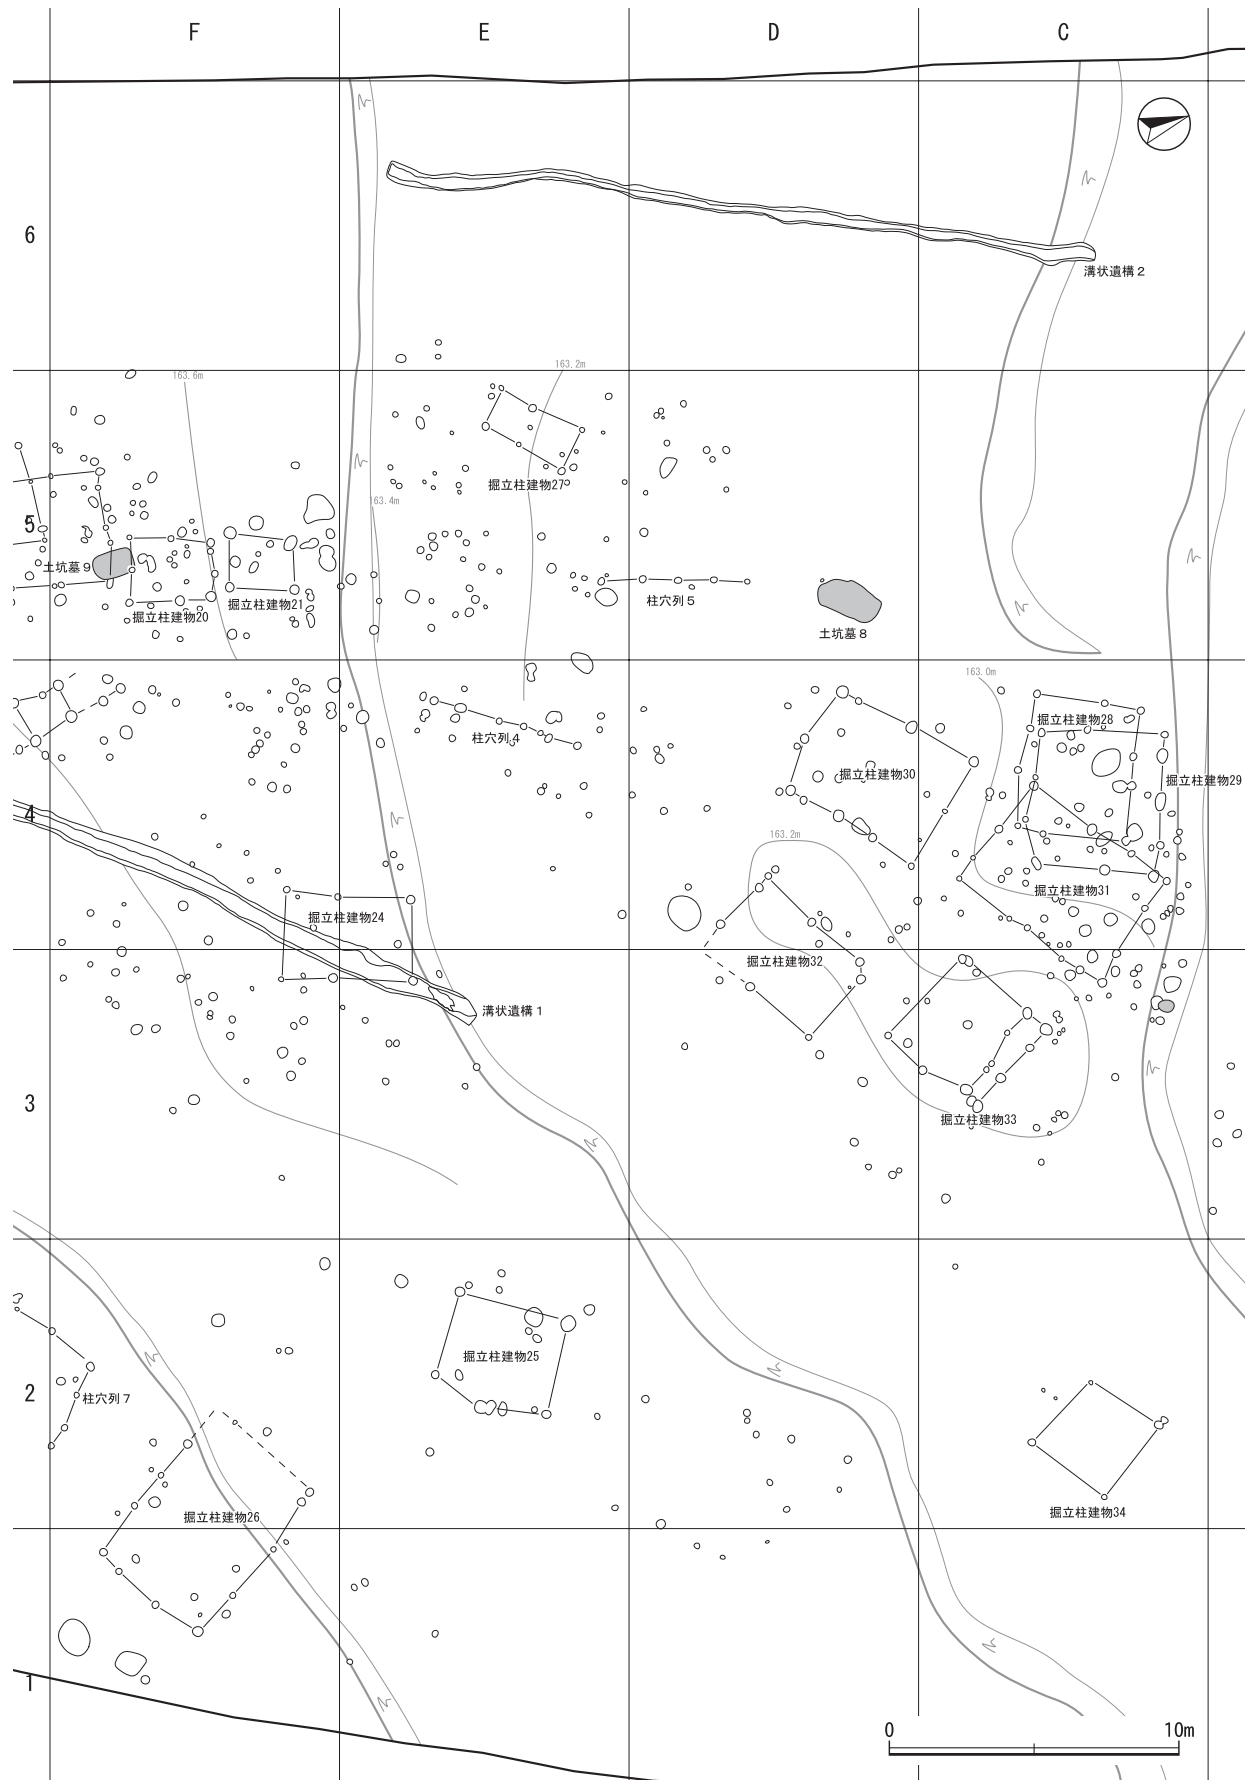 F E D C
6
溝状遺構２
163.6m
163.2m
掘立柱建物27
163.4m
5
土坑墓９
掘立柱建物20
掘立柱建物21
柱穴列５
土坑墓８
163.0m
掘立柱建物28
柱穴列４
掘立柱建物30
掘立柱建物29
4
163.2m
掘立柱建物31
掘立柱建物24
掘立柱建物32
溝状遺構１
3
掘立柱建物33
掘立柱建物25
2
柱穴列７
掘立柱建物26
掘立柱建物34
1
0 10m